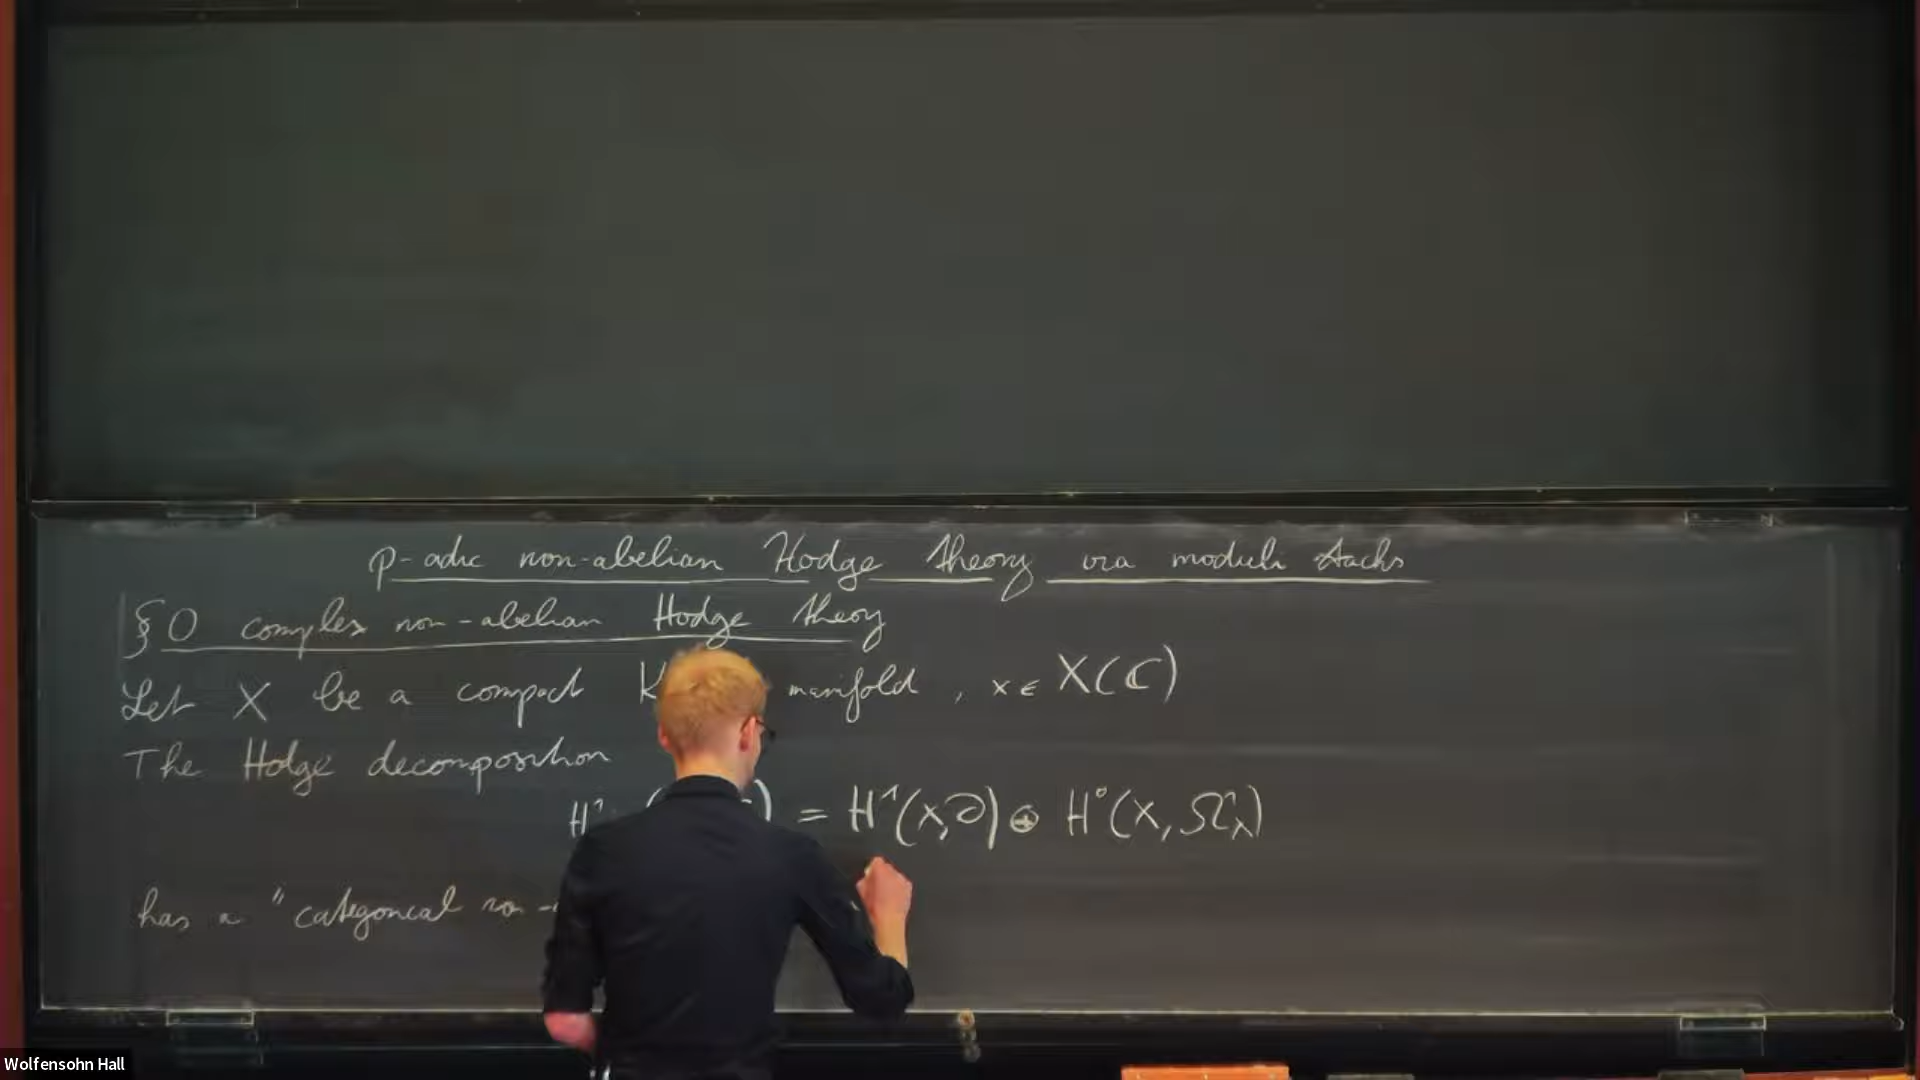 p-adic non-abelian Hodge theory via moduli stacks
§0 complex non-abelian Hodge theory
Let X be a compact K manifold, x ∈ X(ℂ)
The Hodge decomposition
H¹ ( ) = H¹(X,O) ⊕ H⁰(X, Ω¹_X)
has a "categorical non-
Wolfensohn Hall